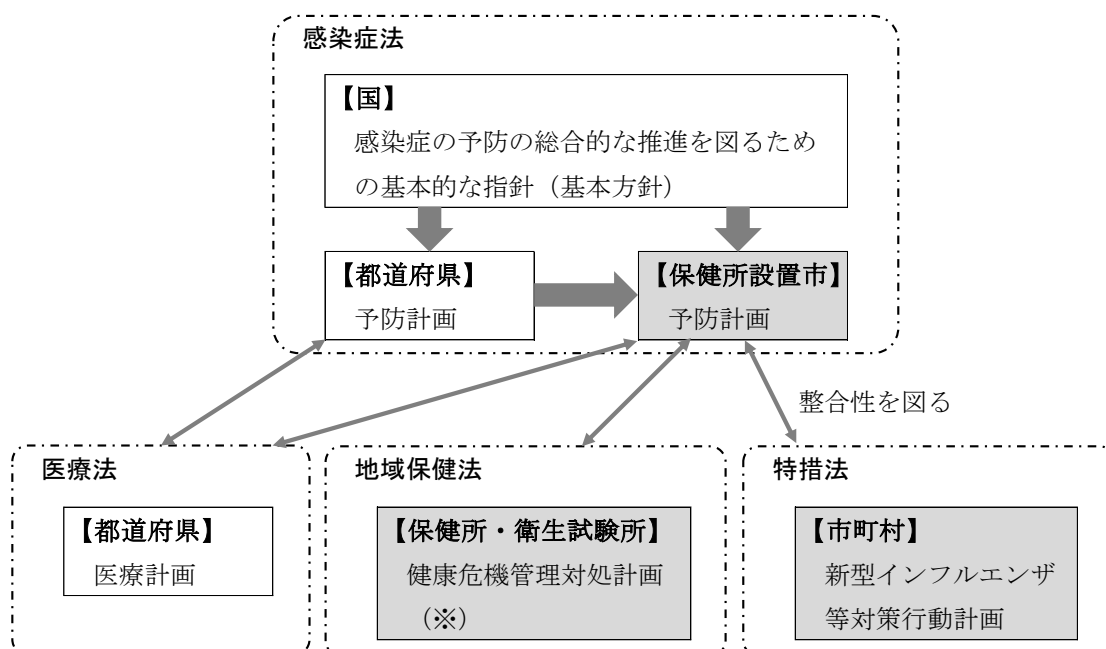 感染症法
【国】
感染症の予防の総合的な推進を図るため
の基本的な指針（基本方針）
【都道府県】
予防計画
【保健所設置市】
予防計画
整合性を図る
医療法
【都道府県】
医療計画
地域保健法
【保健所・衛生試験所】
健康危機管理対処計画
（※）
特措法
【市町村】
新型インフルエンザ
等対策行動計画